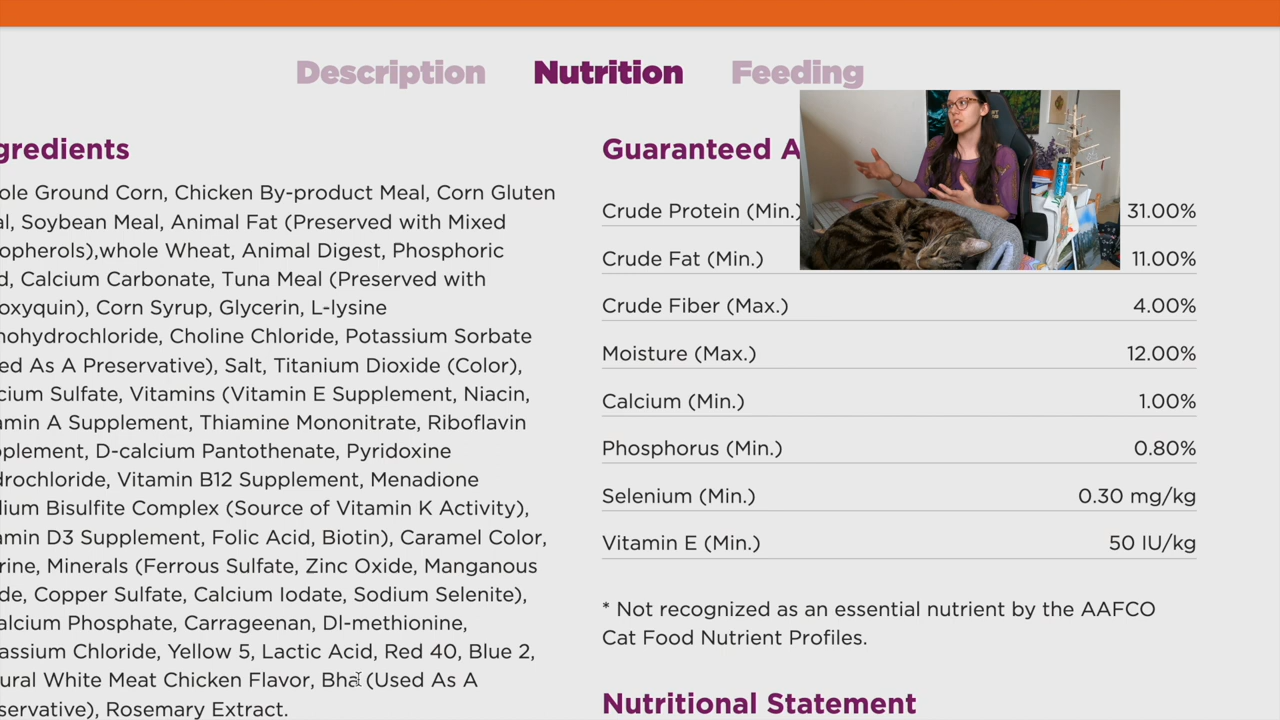 Description Nutrition Feeding
gredients
ole Ground Corn, Chicken By-product Meal, Corn Gluten
al, Soybean Meal, Animal Fat (Preserved with Mixed
opherols),whole Wheat, Animal Digest, Phosphoric
d, Calcium Carbonate, Tuna Meal (Preserved with
oxyquin), Corn Syrup, Glycerin, L-lysine
nohydrochloride, Choline Chloride, Potassium Sorbate
ed As A Preservative), Salt, Titanium Dioxide (Color),
cium Sulfate, Vitamins (Vitamin E Supplement, Niacin,
amin A Supplement, Thiamine Mononitrate, Riboflavin
pplement, D-calcium Pantothenate, Pyridoxine
drochloride, Vitamin B12 Supplement, Menadione
dium Bisulfite Complex (Source of Vitamin K Activity),
amin D3 Supplement, Folic Acid, Biotin), Caramel Color,
rine, Minerals (Ferrous Sulfate, Zinc Oxide, Manganous
de, Copper Sulfate, Calcium Iodate, Sodium Selenite),
alcium Phosphate, Carrageenan, Dl-methionine,
assium Chloride, Yellow 5, Lactic Acid, Red 40, Blue 2,
ural White Meat Chicken Flavor, Bha (Used As A
servative), Rosemary Extract.
Guaranteed A
Crude Protein (Min.) 31.00%
Crude Fat (Min.) 11.00%
Crude Fiber (Max.) 4.00%
Moisture (Max.) 12.00%
Calcium (Min.) 1.00%
Phosphorus (Min.) 0.80%
Selenium (Min.) 0.30 mg/kg
Vitamin E (Min.) 50 IU/kg
* Not recognized as an essential nutrient by the AAFCO
Cat Food Nutrient Profiles.
Nutritional Statement